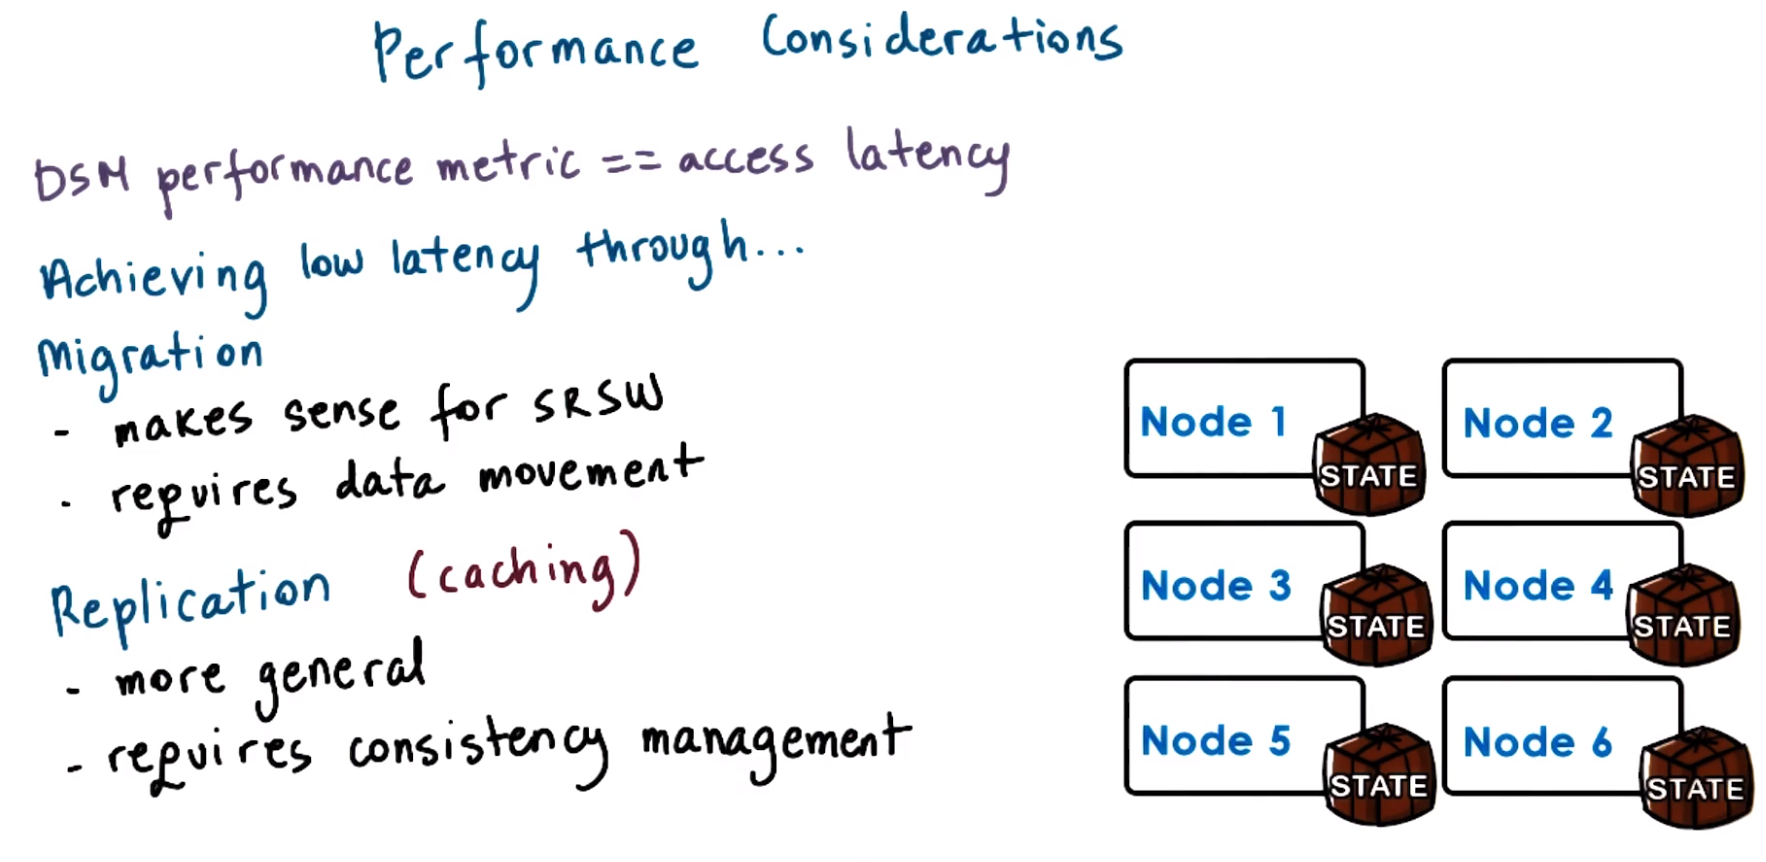 Performance Considerations
DSM performance metric == access latency
Achieving low latency through...
Migration
- makes sense for SRSW
- requires data movement
Replication (caching)
- more general
- requires consistency management
Node 1
STATE
Node 2
STATE
Node 3
STATE
Node 4
STATE
Node 5
STATE
Node 6
STATE